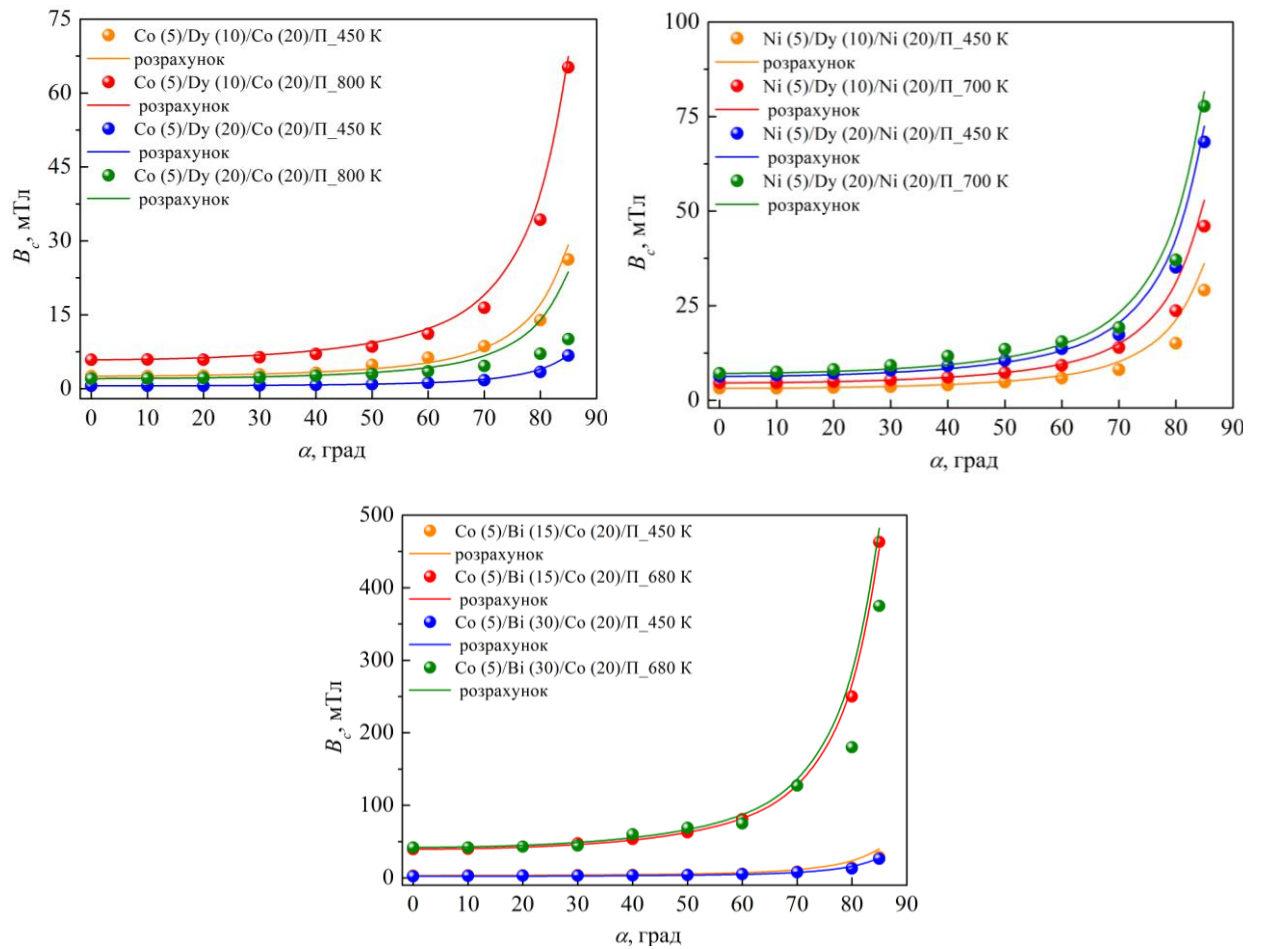 75
60
45
30
15
0
B_c, мТл
Co (5)/Dy (10)/Co (20)/П_450 К
розрахунок
Co (5)/Dy (10)/Co (20)/П_800 К
розрахунок
Co (5)/Dy (20)/Co (20)/П_450 К
розрахунок
Co (5)/Dy (20)/Co (20)/П_800 К
розрахунок
0 10 20 30 40 50 60 70 80 90
α, град
100
75
50
25
0
B_c, мТл
Ni (5)/Dy (10)/Ni (20)/П_450 К
розрахунок
Ni (5)/Dy (10)/Ni (20)/П_700 К
розрахунок
Ni (5)/Dy (20)/Ni (20)/П_450 К
розрахунок
Ni (5)/Dy (20)/Ni (20)/П_700 К
розрахунок
0 10 20 30 40 50 60 70 80 90
α, град
500
400
300
200
100
0
B_c, мТл
Co (5)/Bi (15)/Co (20)/П_450 К
розрахунок
Co (5)/Bi (15)/Co (20)/П_680 К
розрахунок
Co (5)/Bi (30)/Co (20)/П_450 К
розрахунок
Co (5)/Bi (30)/Co (20)/П_680 К
розрахунок
0 10 20 30 40 50 60 70 80 90
α, град